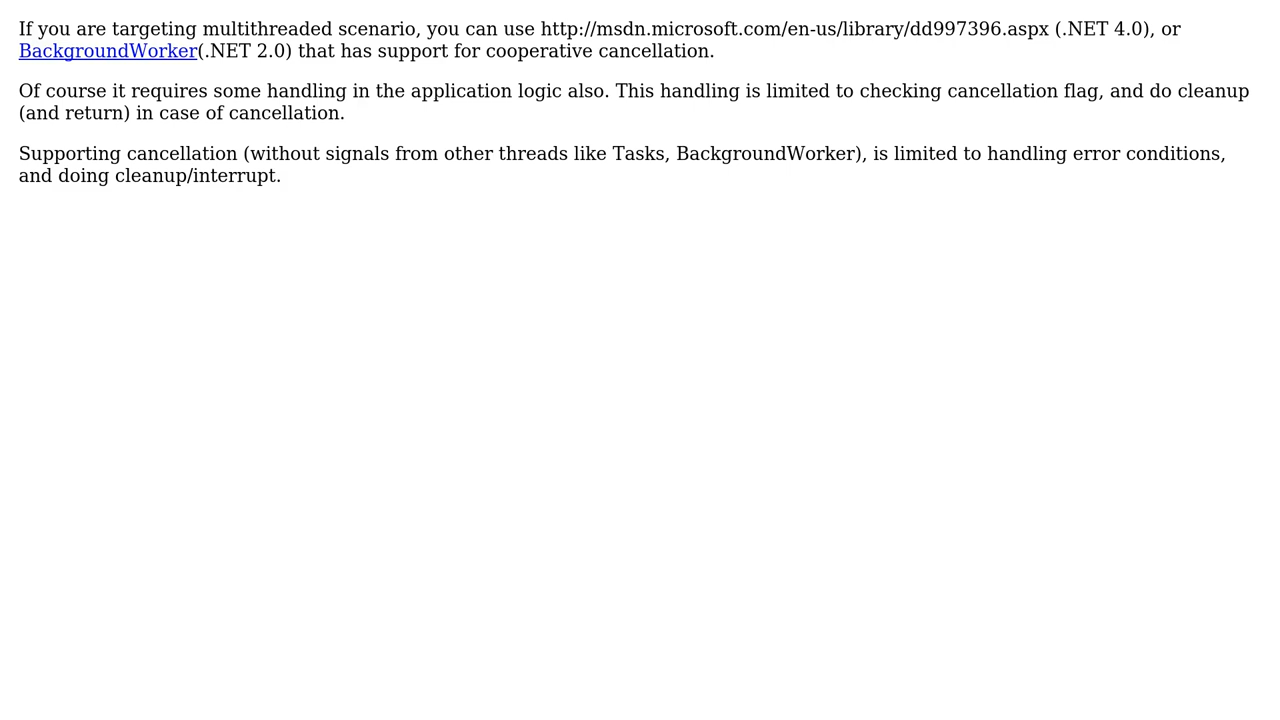 If you are targeting multithreaded scenario, you can use http://msdn.microsoft.com/en-us/library/dd997396.aspx (.NET 4.0), or
BackgroundWorker(.NET 2.0) that has support for cooperative cancellation.
Of course it requires some handling in the application logic also. This handling is limited to checking cancellation flag, and do cleanup
(and return) in case of cancellation.
Supporting cancellation (without signals from other threads like Tasks, BackgroundWorker), is limited to handling error conditions,
and doing cleanup/interrupt.